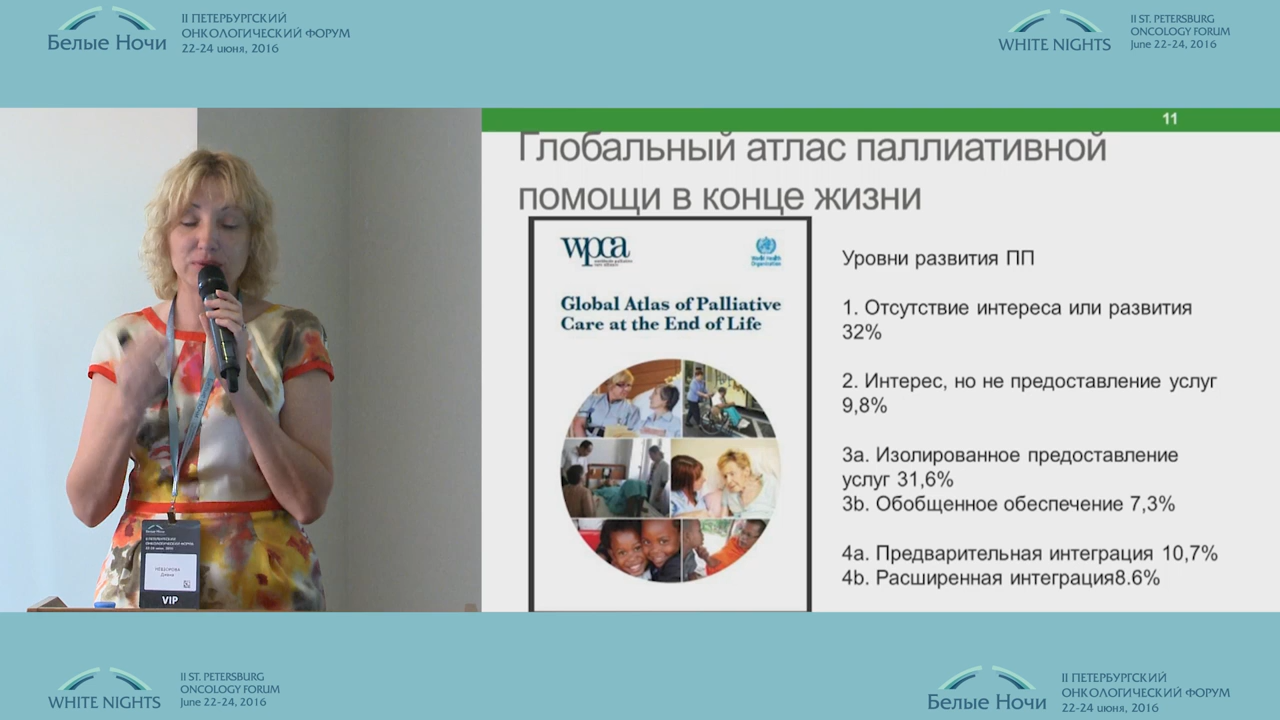 II ПЕТЕРБУРГСКИЙ
ОНКОЛОГИЧЕСКИЙ ФОРУМ
Белые Ночи
22-24 июня, 2016
II ST. PETERSBURG
ONCOLOGY FORUM
WHITE NIGHTS
June 22-24, 2016
11
Глобальный атлас паллиативной
помощи в конце жизни
wpca
World Health
Organization
Global Atlas of Palliative
Care at the End of Life
Уровни развития ПП
1. Отсутствие интереса или развития
32%
2. Интерес, но не предоставление услуг
9,8%
3a. Изолированное предоставление
услуг 31,6%
3b. Обобщенное обеспечение 7,3%
4a. Предварительная интеграция 10,7%
4b. Расширенная интеграция8.6%
Белые Ночи
VIP
II ST. PETERSBURG
ONCOLOGY FORUM
WHITE NIGHTS
June 22-24, 2016
II ПЕТЕРБУРГСКИЙ
ОНКОЛОГИЧЕСКИЙ ФОРУМ
Белые Ночи
22-24 июня, 2016